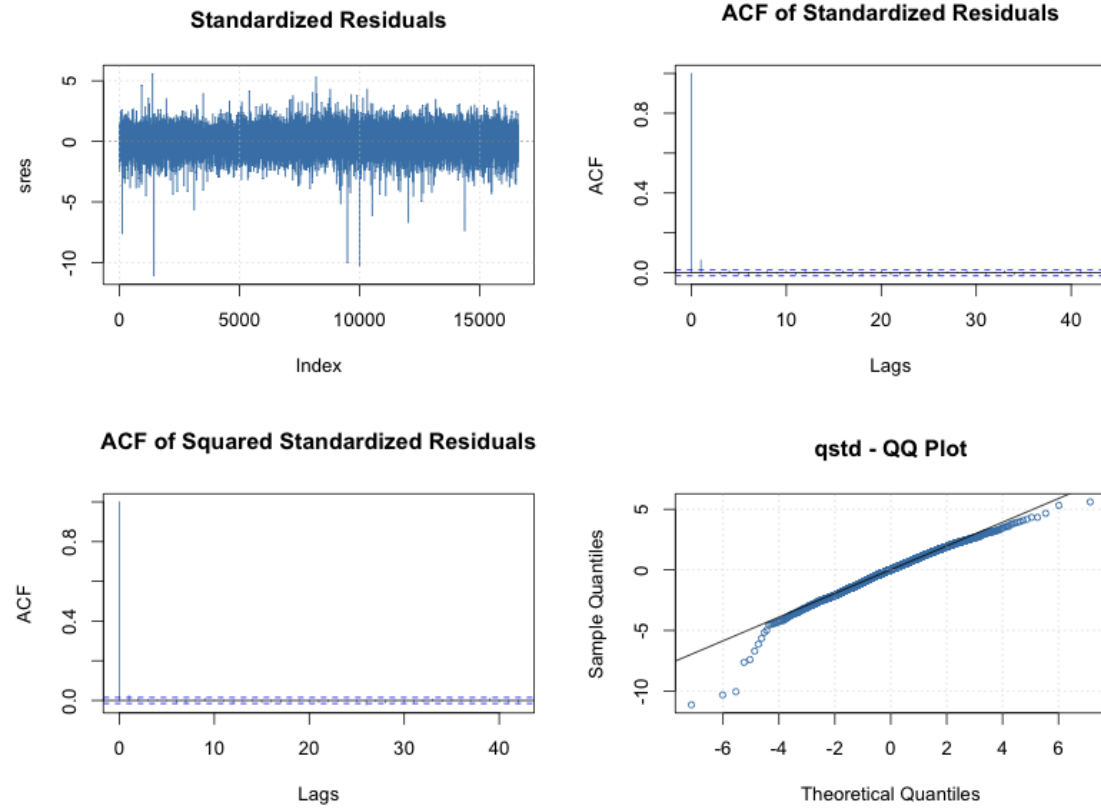 Standardized Residuals
sres
5
0
-5
-10
0 5000 10000 15000
Index
ACF of Standardized Residuals
ACF
0.8
0.4
0.0
0 10 20 30 40
Lags
ACF of Squared Standardized Residuals
ACF
0.8
0.4
0.0
0 10 20 30 40
Lags
qstd - QQ Plot
Sample Quantiles
5
0
-5
-10
-6 -4 -2 0 2 4 6
Theoretical Quantiles